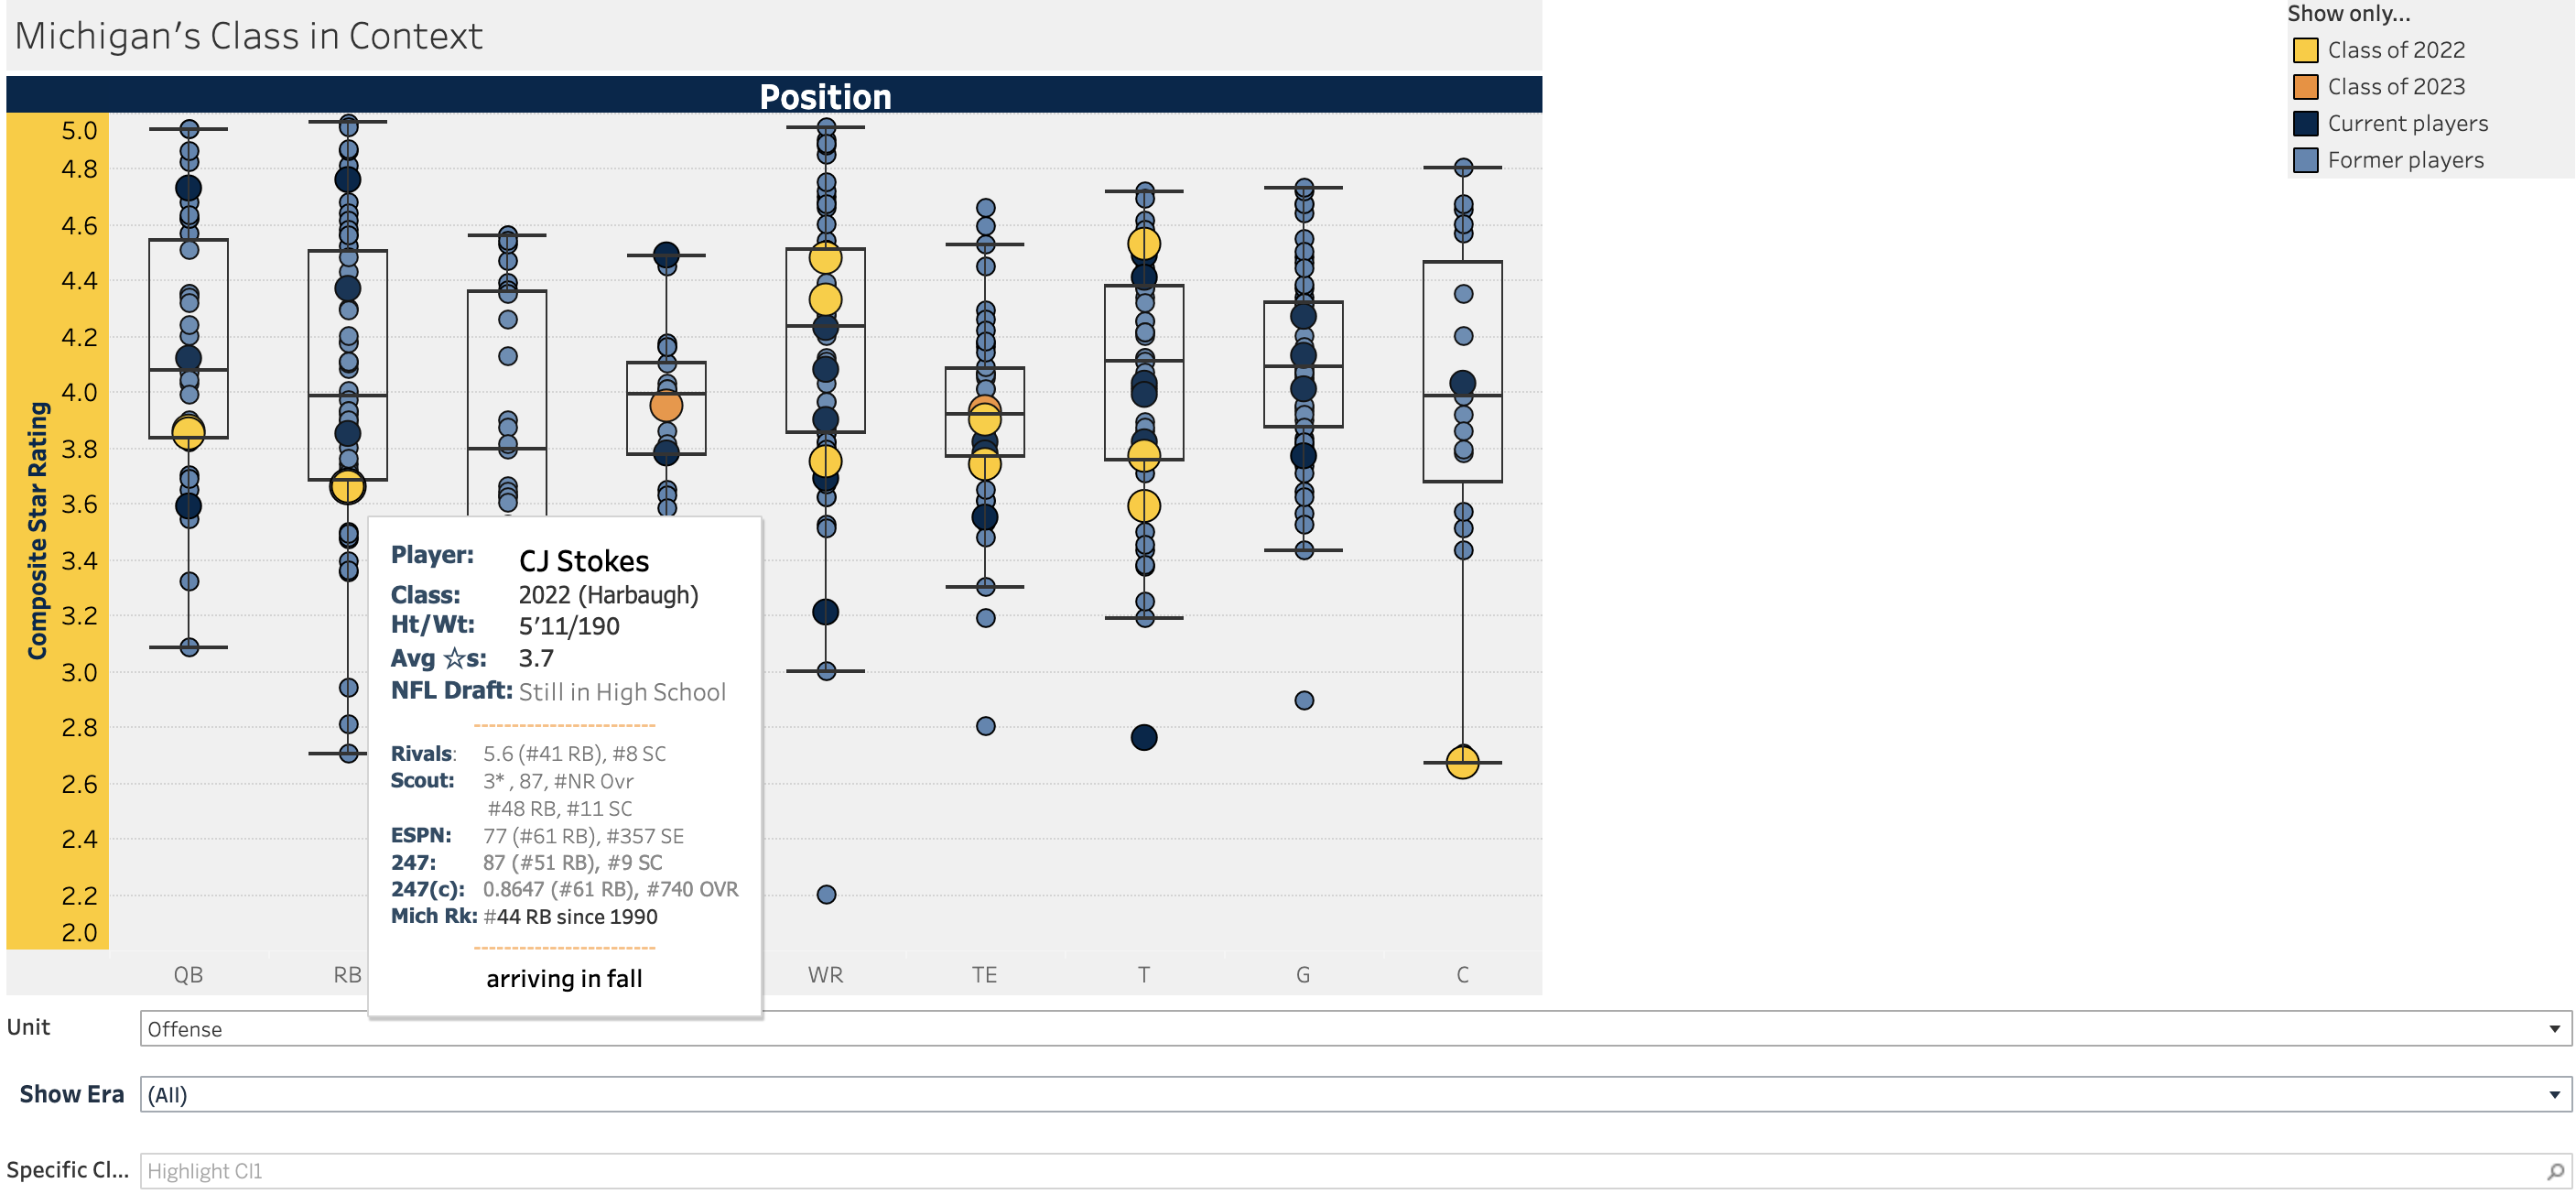 Michigan's Class in Context
Show only...
Class of 2022
Class of 2023
Current players
Former players
Position
Composite Star Rating
5.0
4.8
4.6
4.4
4.2
4.0
3.8
3.6
3.4
3.2
3.0
2.8
2.6
2.4
2.2
2.0
Player: CJ Stokes
Class: 2022 (Harbaugh)
Ht/Wt: 5'11/190
Avg ☆s: 3.7
NFL Draft: Still in High School
------------------------
Rivals: 5.6 (#41 RB), #8 SC
Scout: 3* , 87, #NR Ovr
#48 RB, #11 SC
ESPN: 77 (#61 RB), #357 SE
247: 87 (#51 RB), #9 SC
247(c): 0.8647 (#61 RB), #740 OVR
Mich Rk: #44 RB since 1990
------------------------
arriving in fall
QB RB WR TE T G C
Unit Offense
Show Era (All)
Specific Cl... Highlight Cl1